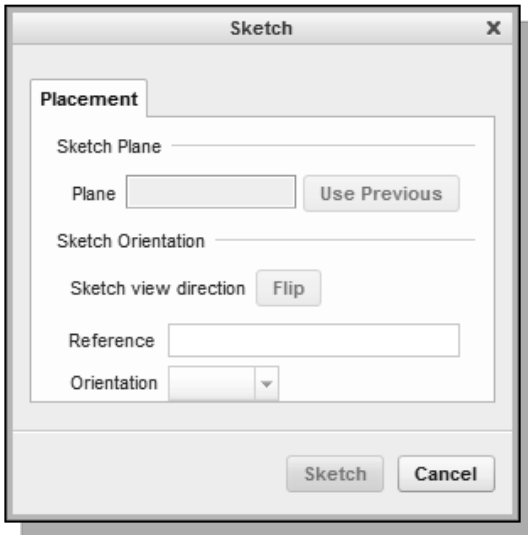 Sketch
Placement
Sketch Plane
Plane Use Previous
Sketch Orientation
Sketch view direction Flip
Reference
Orientation
Sketch Cancel